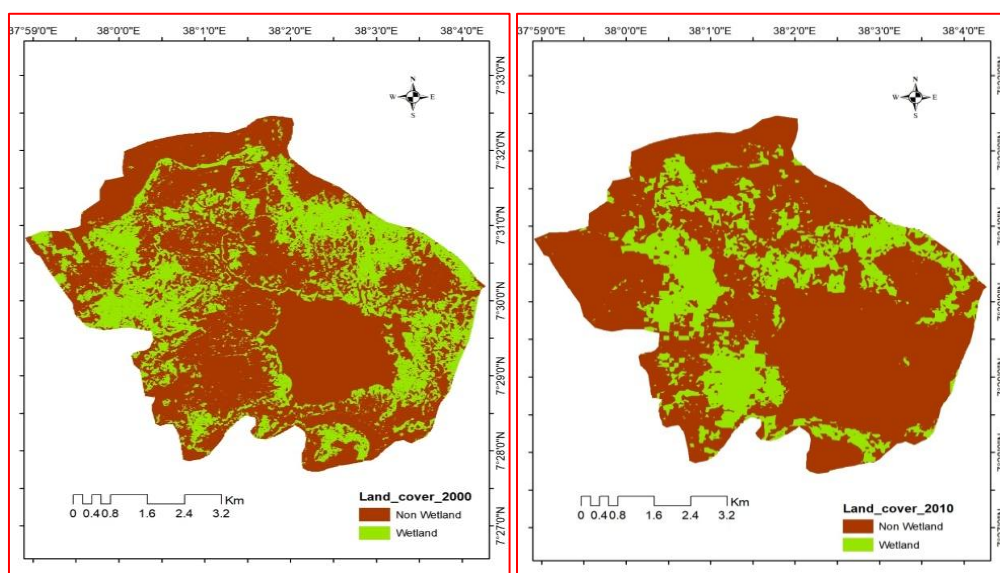 37°59'0"E 38°0'0"E 38°1'0"E 38°2'0"E 38°3'0"E 38°4'0"E
N
W E
S
7°33'0"N
7°32'0"N
7°31'0"N
7°30'0"N
7°29'0"N
7°28'0"N
7°27'0"N
Km
0 0.40.8 1.6 2.4 3.2
Land_cover_2000
Non Wetland
Wetland
37°59'0"E 38°0'0"E 38°1'0"E 38°2'0"E 38°3'0"E 38°4'0"E
N
W E
S
Km
0 0.40.8 1.6 2.4 3.2
Land_cover_2010
Non Wetland
Wetland